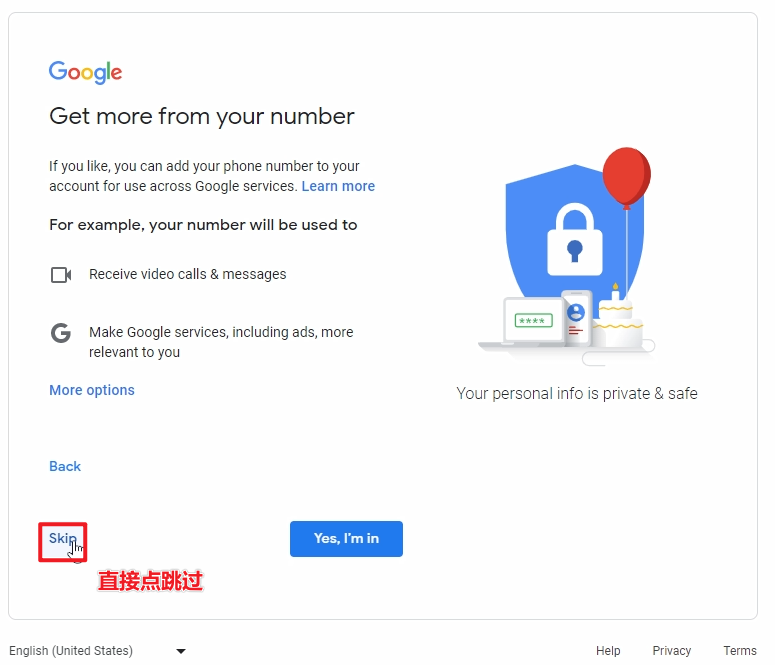 Google
Get more from your number
If you like, you can add your phone number to your
account for use across Google services. Learn more
For example, your number will be used to
Receive video calls & messages
G
Make Google services, including ads, more
relevant to you
More options
****
Your personal info is private & safe
Back
Skip
Yes, I'm in
直接点跳过
English (United States)
Help
Privacy
Terms